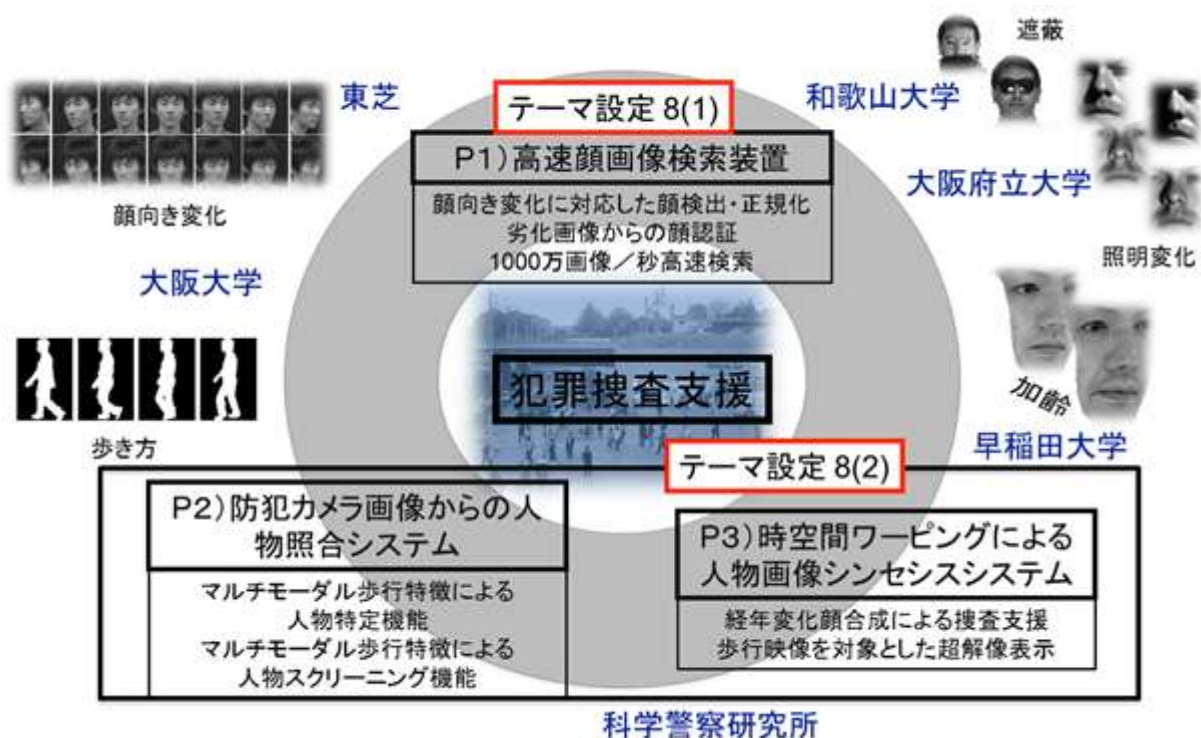 遮蔽
東芝
テーマ設定 8(1)
和歌山大学
P1)高速顔画像検索装置
大阪府立大学
顔向き変化に対応した顔検出・正規化
劣化画像からの顔認証
1000万画像／秒高速検索
顔向き変化
照明変化
大阪大学
犯罪捜査支援
加齢
歩き方
早稲田大学
テーマ設定 8(2)
P2)防犯カメラ画像からの人
物照合システム
マルチモーダル歩行特徴による
人物特定機能
マルチモーダル歩行特徴による
人物スクリーニング機能
P3)時空間ワーピングによる
人物画像シンセシスシステム
経年変化顔合成による捜査支援
歩行映像を対象とした超解像表示
科学警察研究所